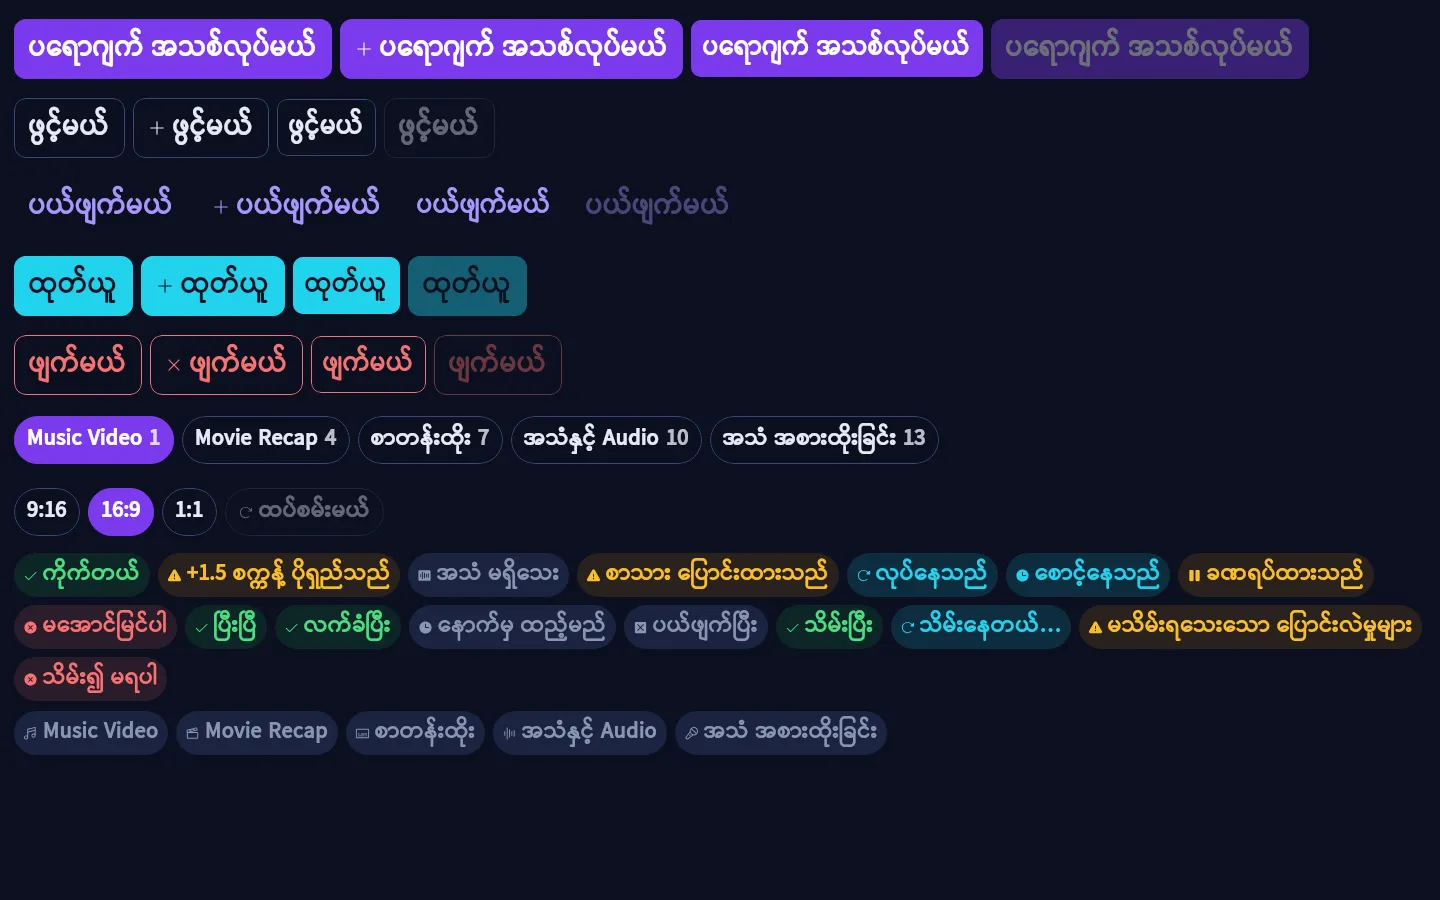 ပရောဂျက် အသစ်လုပ်မယ် + ပရောဂျက် အသစ်လုပ်မယ် ပရောဂျက် အသစ်လုပ်မယ် ပရောဂျက် အသစ်လုပ်မယ်
ဖွင့်မယ် + ဖွင့်မယ် ဖွင့်မယ် ဖွင့်မယ်
ပယ်ဖျက်မယ် + ပယ်ဖျက်မယ် ပယ်ဖျက်မယ် ပယ်ဖျက်မယ်
ထုတ်ယူ + ထုတ်ယူ ထုတ်ယူ ထုတ်ယူ
ဖျက်မယ် × ဖျက်မယ် ဖျက်မယ် ဖျက်မယ်
Music Video 1 Movie Recap 4 စာတန်းထိုး 7 အသံနှင့် Audio 10 အသံ အစားထိုးခြင်း 13
9:16 16:9 1:1 ထပ်စမ်းမယ်
ကိုက်တယ် +1.5 စက္ကန့် ပိုရှည်သည် အသံ မရှိသေး စာသား ပြောင်းထားသည် လုပ်နေသည် စောင့်နေသည် ခဏရပ်ထားသည်
မအောင်မြင်ပါ ပြီးပြီ လက်ခံပြီး နောက်မှ ထည့်မည် ပယ်ဖျက်ပြီး သိမ်းပြီး သိမ်းနေတယ်… မသိမ်းရသေးသော ပြောင်းလဲမှုများ
သိမ်း၍ မရပါ
Music Video Movie Recap စာတန်းထိုး အသံနှင့် Audio အသံ အစားထိုးခြင်း